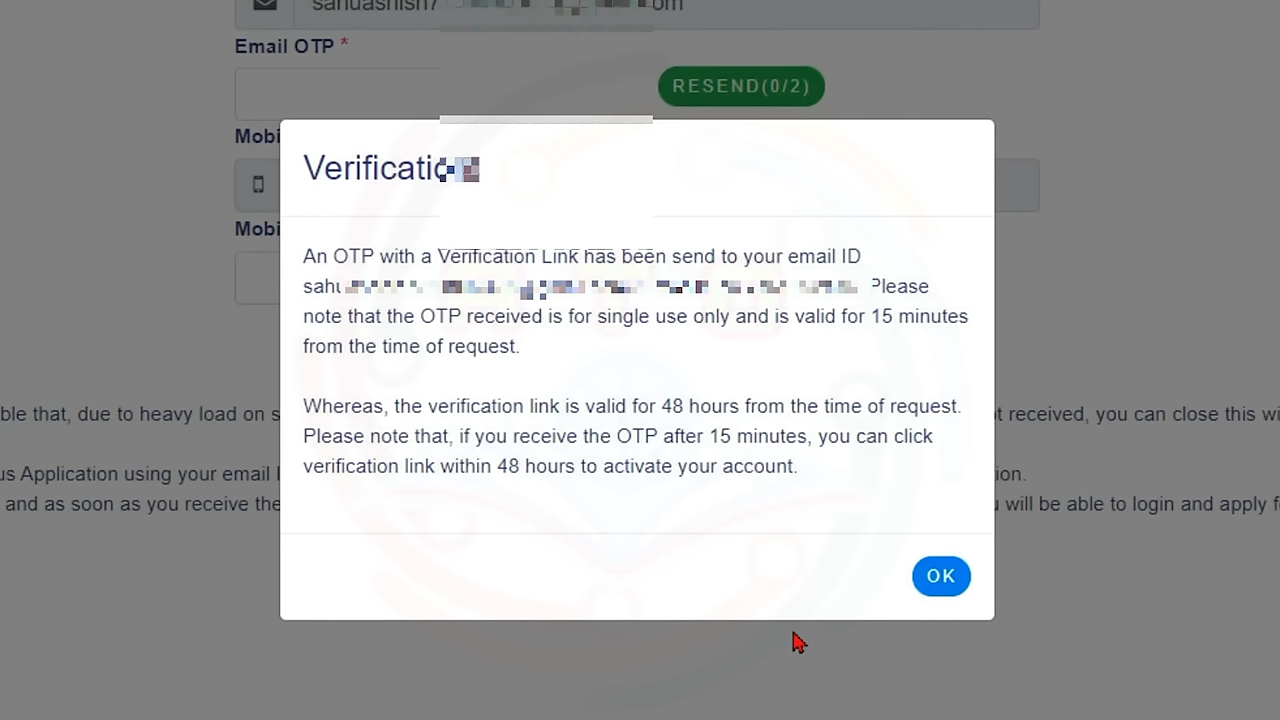 Email OTP *
RESEND(0/2)
Mobi
Mobi
An OTP with a Verification Link has been send to your email ID
Please
note that the OTP received is for single use only and is valid for 15 minutes
from the time of request.
Whereas, the verification link is valid for 48 hours from the time of request.
Please note that, if you receive the OTP after 15 minutes, you can click
verification link within 48 hours to activate your account.
ble that, due to heavy load on s
t received, you can close this wi
us Application using your email
ion.
and as soon as you receive the
will be able to login and apply f
OK